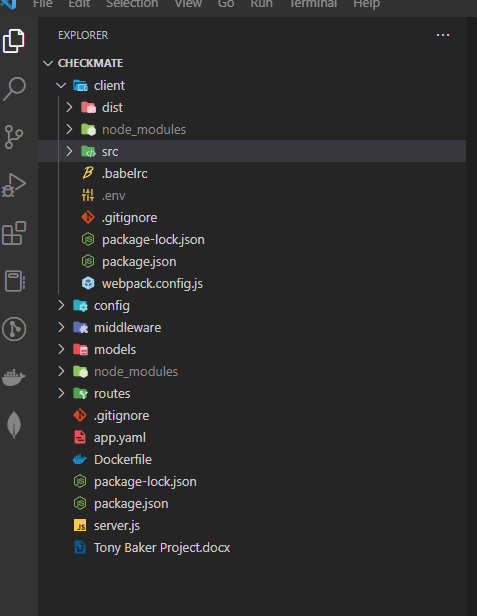 File Edit Selection View Go Run Terminal Help
EXPLORER
CHECKMATE
client
dist
node_modules
src
.babelrc
.env
.gitignore
package-lock.json
package.json
webpack.config.js
config
middleware
models
node_modules
routes
.gitignore
app.yaml
Dockerfile
package-lock.json
package.json
server.js
Tony Baker Project.docx